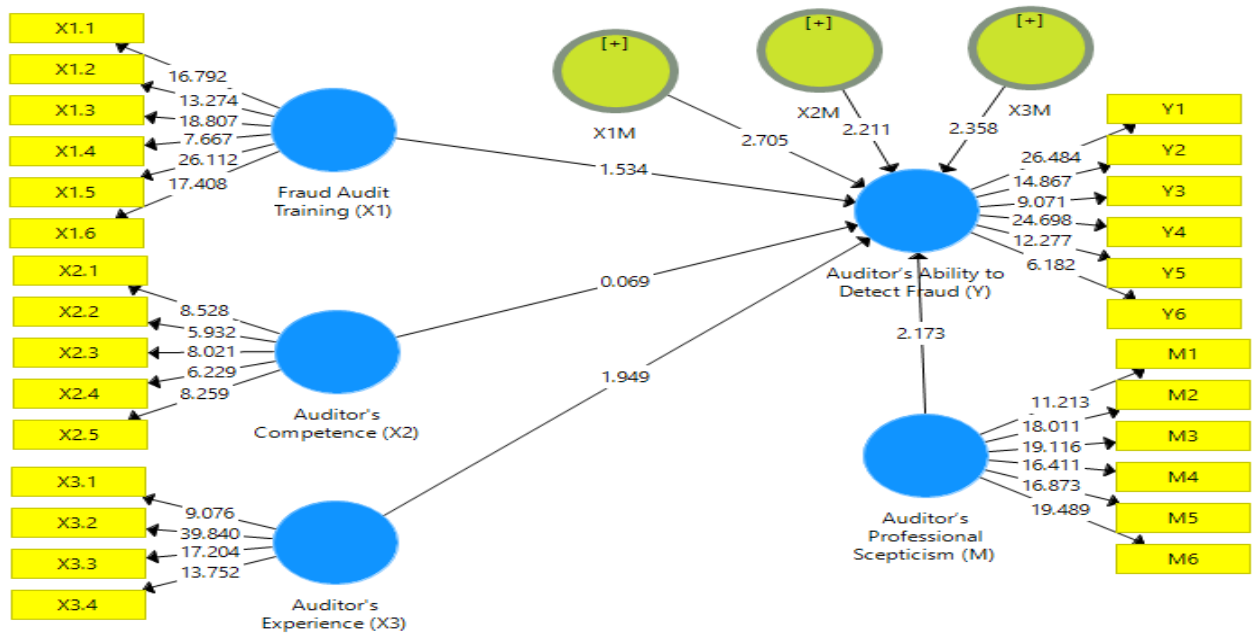 X1.1
X1.2
X1.3
X1.4
X1.5
X1.6
16.792
13.274
18.807
7.667
26.112
17.408
Fraud Audit
Training (X1)
X2.1
X2.2
X2.3
X2.4
X2.5
8.528
5.932
8.021
6.229
8.259
Auditor's
Competence (X2)
X3.1
X3.2
X3.3
X3.4
9.076
39.840
17.204
13.752
Auditor's
Experience (X3)
[+]
X1M
[+]
X2M
[+]
X3M
2.705
2.211
2.358
1.534
0.069
1.949
2.173
Auditor's Ability to
Detect Fraud (Y)
26.484
14.867
9.071
24.698
12.277
6.182
Y1
Y2
Y3
Y4
Y5
Y6
Auditor's
Professional
Scepticism (M)
11.213
18.011
19.116
16.411
16.873
19.489
M1
M2
M3
M4
M5
M6